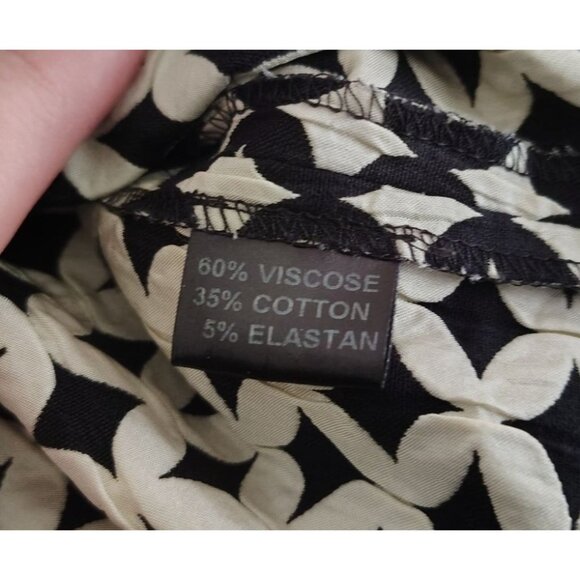 60% VISCOSE
35% COTTON
5% ELASTAN